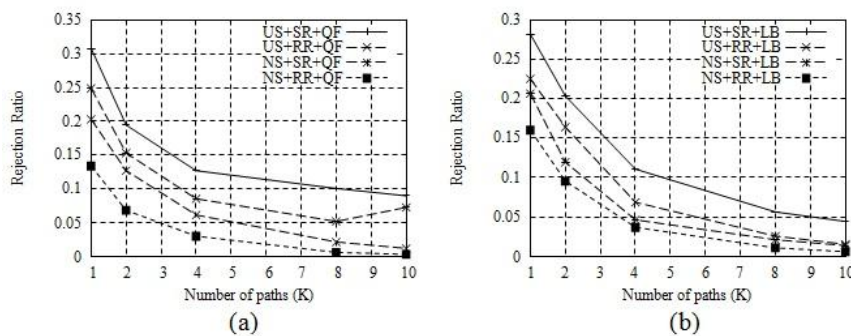 0.35
0.3
0.25
0.2
0.15
0.1
0.05
0
Rejection Ratio
US+SR+QF
US+RR+QF
NS+SR+QF
NS+RR+QF
1 2 3 4 5 6 7 8 9 10
Number of paths (K)
(a)
0.3
0.25
0.2
0.15
0.1
0.05
0
Rejection Ratio
US+SR+LB
US+RR+LB
NS+SR+LB
NS+RR+LB
1 2 3 4 5 6 7 8 9 10
Number of paths (K)
(b)